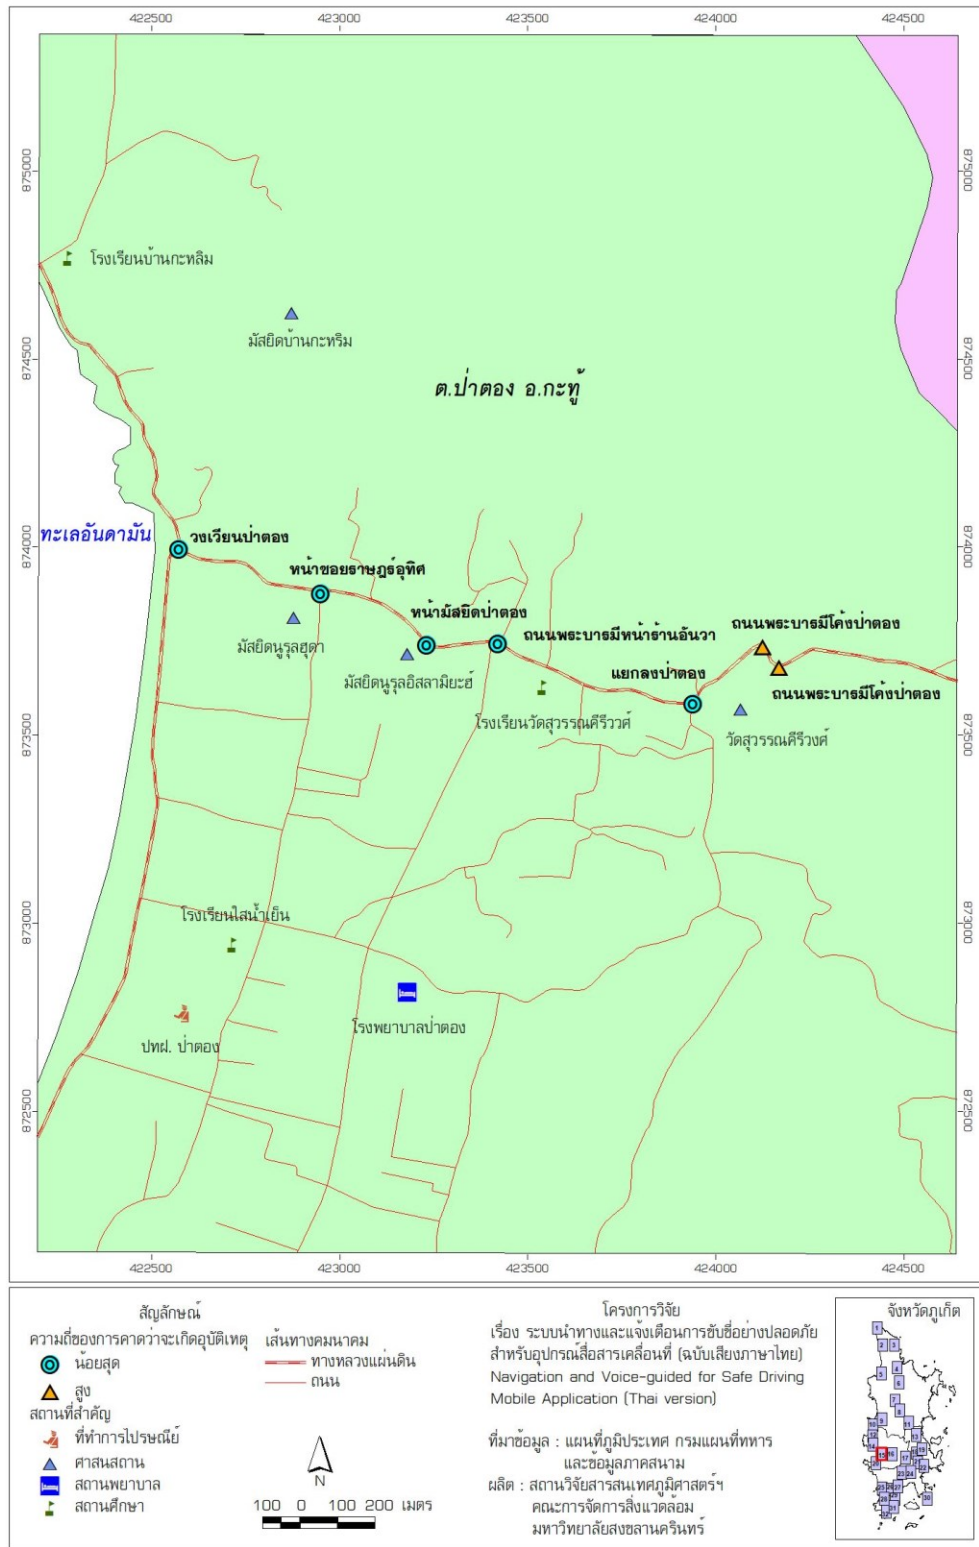 422500 423000 423500 424000 424500
875000 875000
โรงเรียนบ้านกะหลิม
มัสยิดบ้านกะหริม
874500 874500
ต.ป่าตอง อ.กะทู้
ทะเลอันดามัน
874000 874000
วงเวียนป่าตอง
หน้าซอยราษฎร์อุทิศ
หน้ามัสยิดป่าตอง
ถนนพระบารมีหน้าร้านอันวา
ถนนพระบารมีโค้งป่าตอง
มัสยิดนูรุลฮุดา
มัสยิดนูรุลอิสลามิยะฮ์
แยกลงป่าตอง
ถนนพระบารมีโค้งป่าตอง
โรงเรียนวัดสุวรรณคีรีววศ์
วัดสุวรรณคีรีวงศ์
873500 873500
873000 873000
โรงเรียนไสน้ำเย็น
โรงพยาบาลป่าตอง
ปทฝ. ป่าตอง
872500 872500
422500 423000 423500 424000 424500
สัญลักษณ์
ความถี่ของการคาดว่าจะเกิดอุบัติเหตุ
น้อยสุด
สูง
สถานที่สำคัญ
ที่ทำการไปรษณีย์
ศาสนสถาน
สถานพยาบาล
สถานศึกษา
เส้นทางคมนาคม
ทางหลวงแผ่นดิน
ถนน
N
100 0 100 200 เมตร
โครงการวิจัย
เรื่อง ระบบนำทางและแจ้งเตือนการขับขี่อย่างปลอดภัย
สำหรับอุปกรณ์สื่อสารเคลื่อนที่ (ฉบับเสียงภาษาไทย)
Navigation and Voice-guided for Safe Driving
Mobile Application (Thai version)
ที่มาข้อมูล : แผนที่ภูมิประเทศ กรมแผนที่ทหาร
และข้อมูลภาคสนาม
ผลิต : สถานวิจัยสารสนเทศภูมิศาสตร์ฯ
คณะการจัดการสิ่งแวดล้อม
มหาวิทยาลัยสงขลานครินทร์
จังหวัดภูเก็ต
1
2 3
4
5
6
7
8
9
10
11